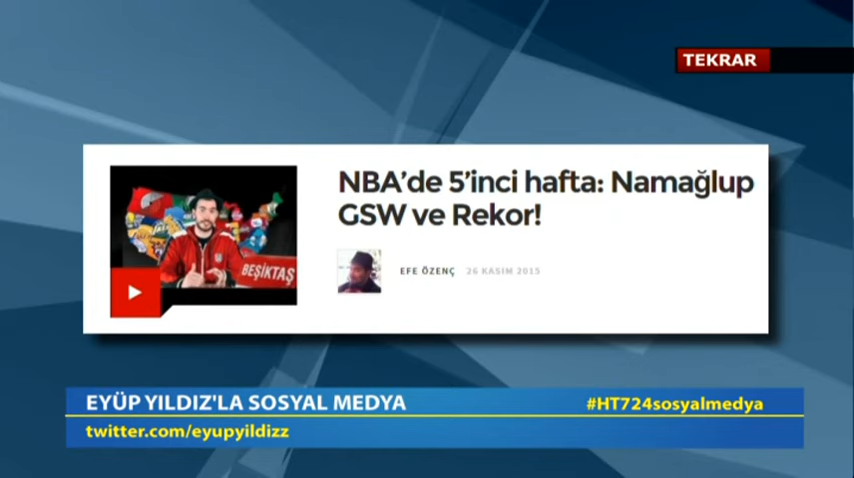 TEKRAR
NBA’de 5’inci hafta: Namağlup
GSW ve Rekor!
BEŞİKTAŞ
EFE ÖZENÇ 26 KASIM 2015
EYÜP YILDIZ'LA SOSYAL MEDYA #HT724sosyalmedya
twitter.com/eyupyildizz